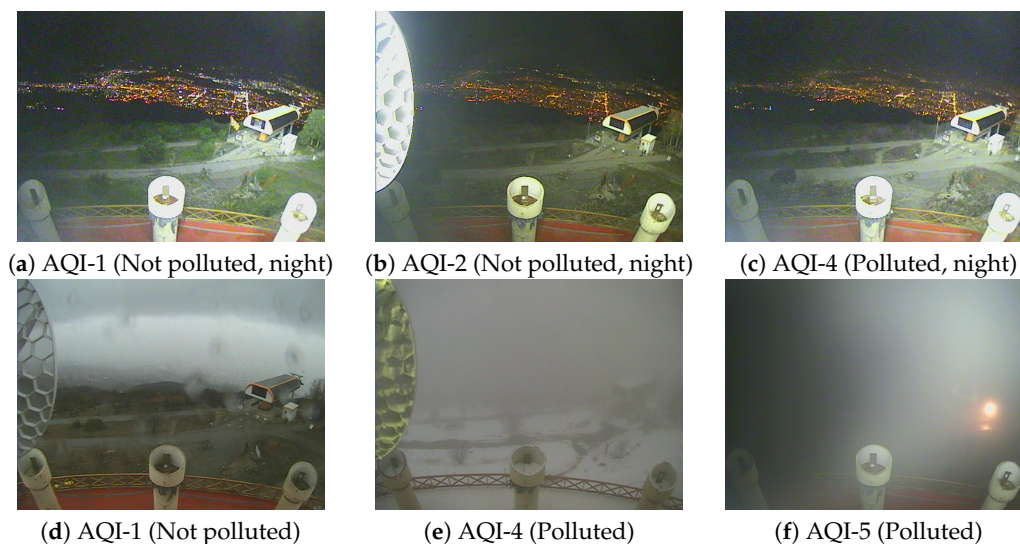 (a) AQI-1 (Not polluted, night)
(b) AQI-2 (Not polluted, night)
(c) AQI-4 (Polluted, night)
(d) AQI-1 (Not polluted)
(e) AQI-4 (Polluted)
(f) AQI-5 (Polluted)